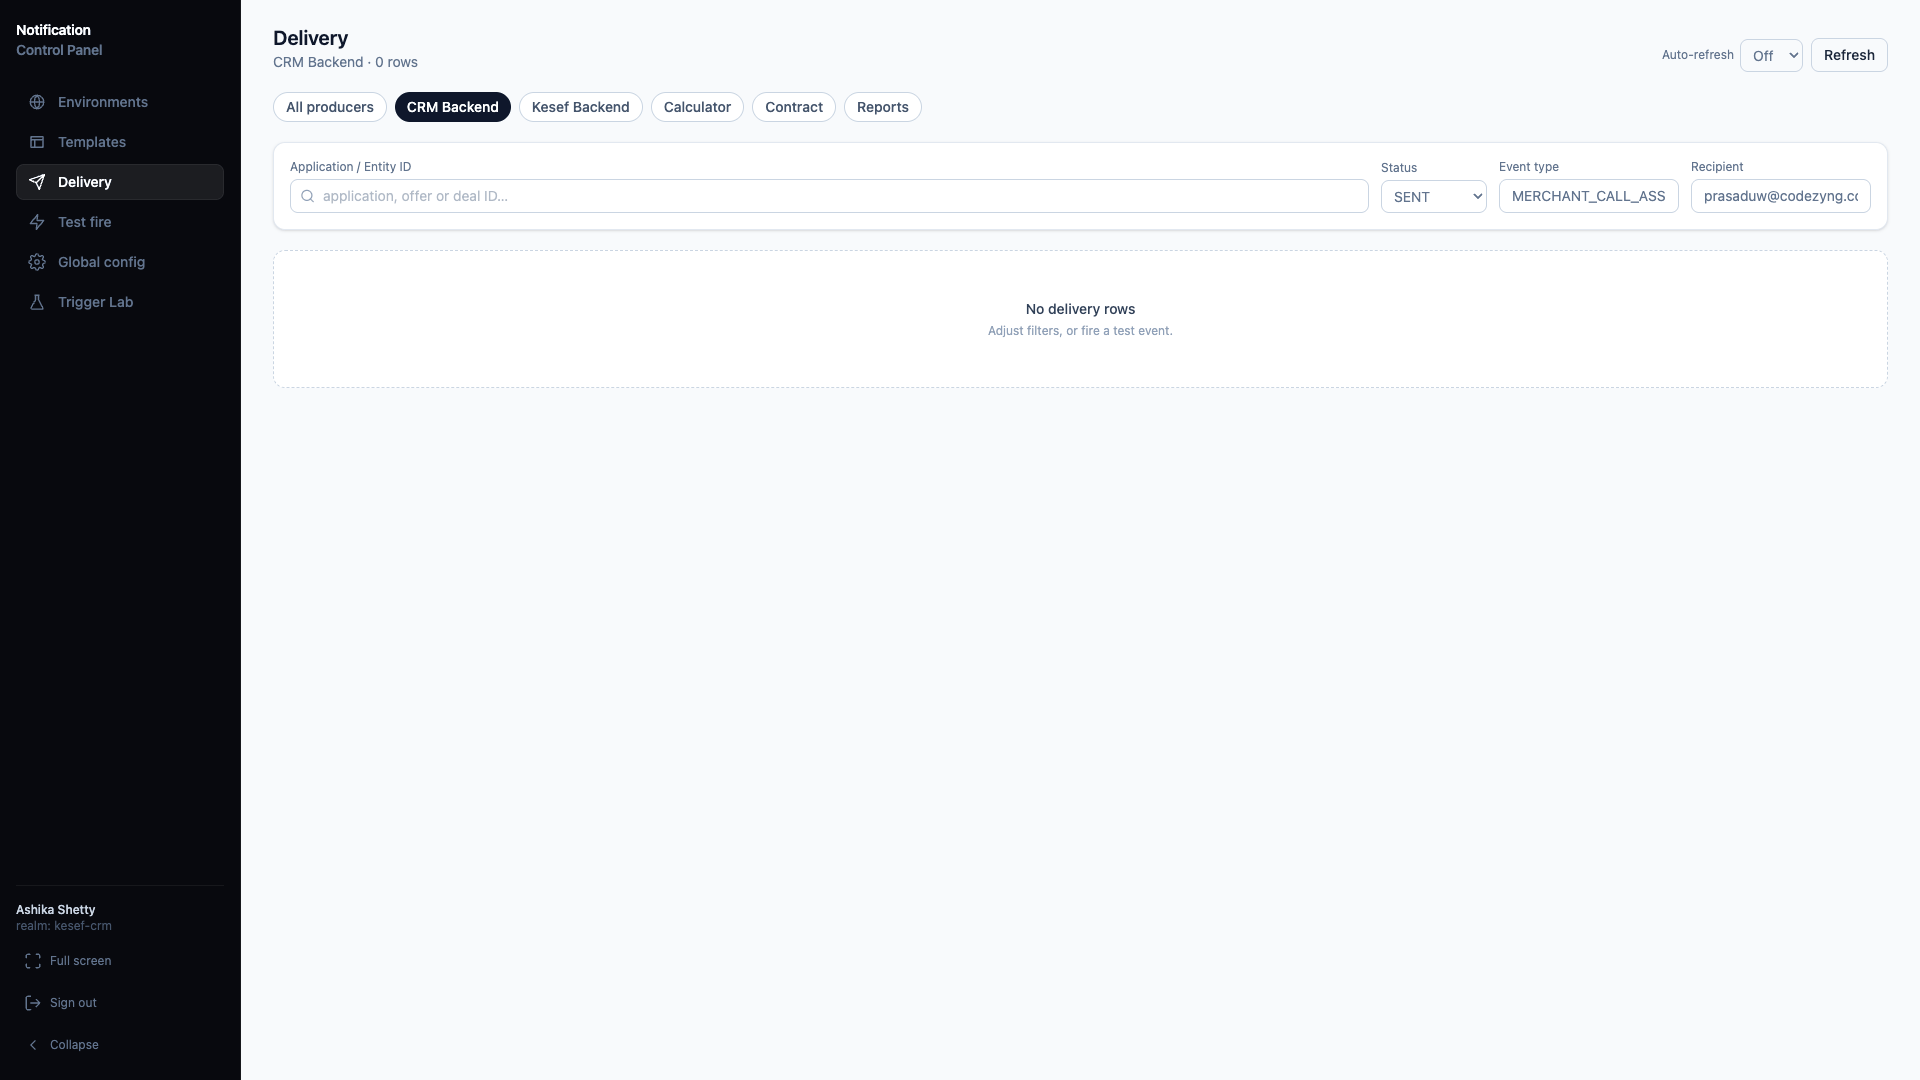 Notification
Control Panel
Environments
Templates
Delivery
Test fire
Global config
Trigger Lab
Ashika Shetty
realm: kesef-crm
Full screen
Sign out
Collapse
Delivery
CRM Backend · 0 rows
Auto-refresh Off Refresh
All producers CRM Backend Kesef Backend Calculator Contract Reports
Application / Entity ID Status Event type Recipient
application, offer or deal ID... SENT MERCHANT_CALL_ASS prasaduw@codezyng.cc
No delivery rows
Adjust filters, or fire a test event.